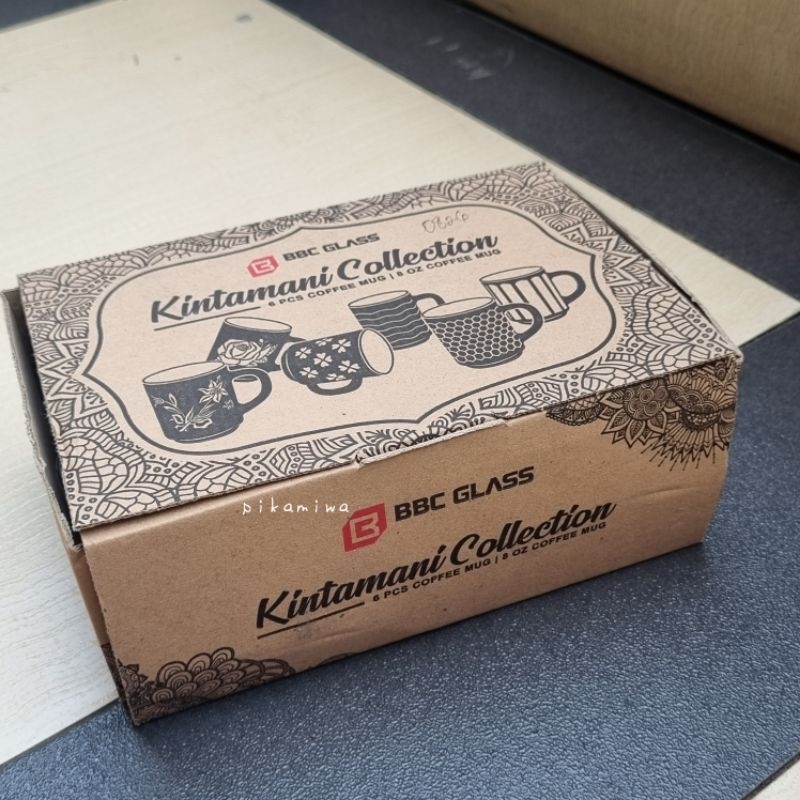 0824
BBC GLASS
Kintamani Collection
6 PCS COFFEE MUG | 8 OZ COFFEE MUG
pikamiwa
BBC GLASS
Kintamani Collection
6 PCS COFFEE MUG | 8 OZ COFFEE MUG